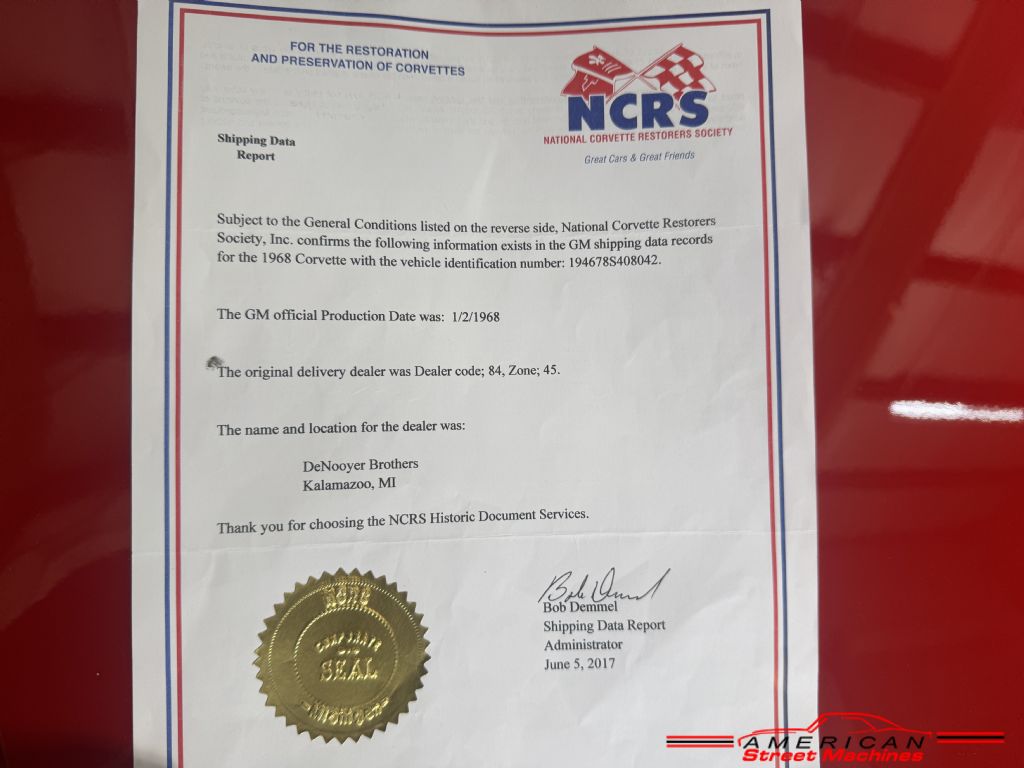 FOR THE RESTORATION
AND PRESERVATION OF CORVETTES
NCRS
NATIONAL CORVETTE RESTORERS SOCIETY
Great Cars & Great Friends
Shipping Data
Report
Subject to the General Conditions listed on the reverse side, National Corvette Restorers
Society, Inc. confirms the following information exists in the GM shipping data records
for the 1968 Corvette with the vehicle identification number: 194678S408042.
The GM official Production Date was: 1/2/1968
The original delivery dealer was Dealer code; 84, Zone; 45.
The name and location for the dealer was:
DeNooyer Brothers
Kalamazoo, MI
Thank you for choosing the NCRS Historic Document Services.
NCRS
CORPORATE
SEAL
Bob Demmel
Bob Demmel
Shipping Data Report
Administrator
June 5, 2017
AMERICAN
Street Machines